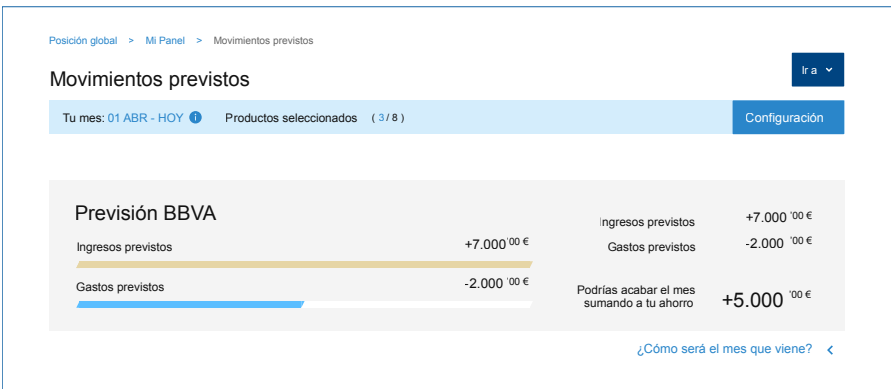 Posición global > Mi Panel > Movimientos previstos
Ir a
Movimientos previstos
Tu mes: 01 ABR - HOY i Productos seleccionados ( 3 / 8 ) Configuración
Previsión BBVA
Ingresos previstos +7.000'00 €
Gastos previstos -2.000 '00 €
Ingresos previstos +7.000 '00 €
Gastos previstos -2.000 '00 €
Podrías acabar el mes
sumando a tu ahorro +5.000 '00 €
¿Cómo será el mes que viene? <